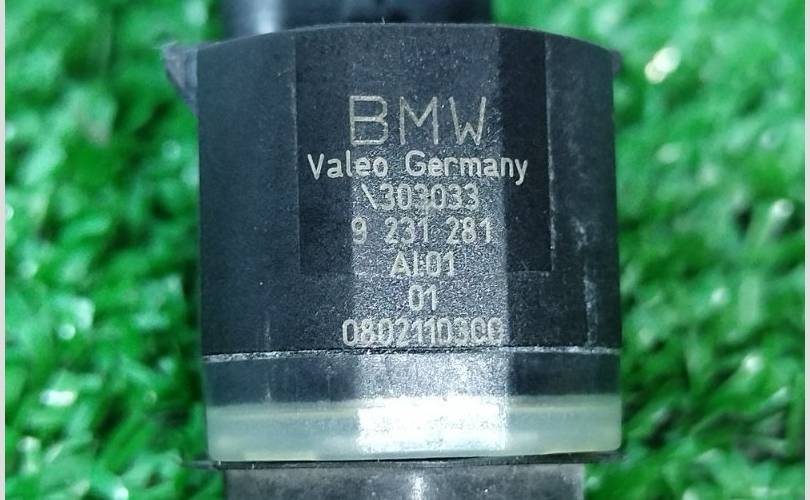 BMW
Valeo Germany
\303033
9 231 281
AI01
01
0802110300